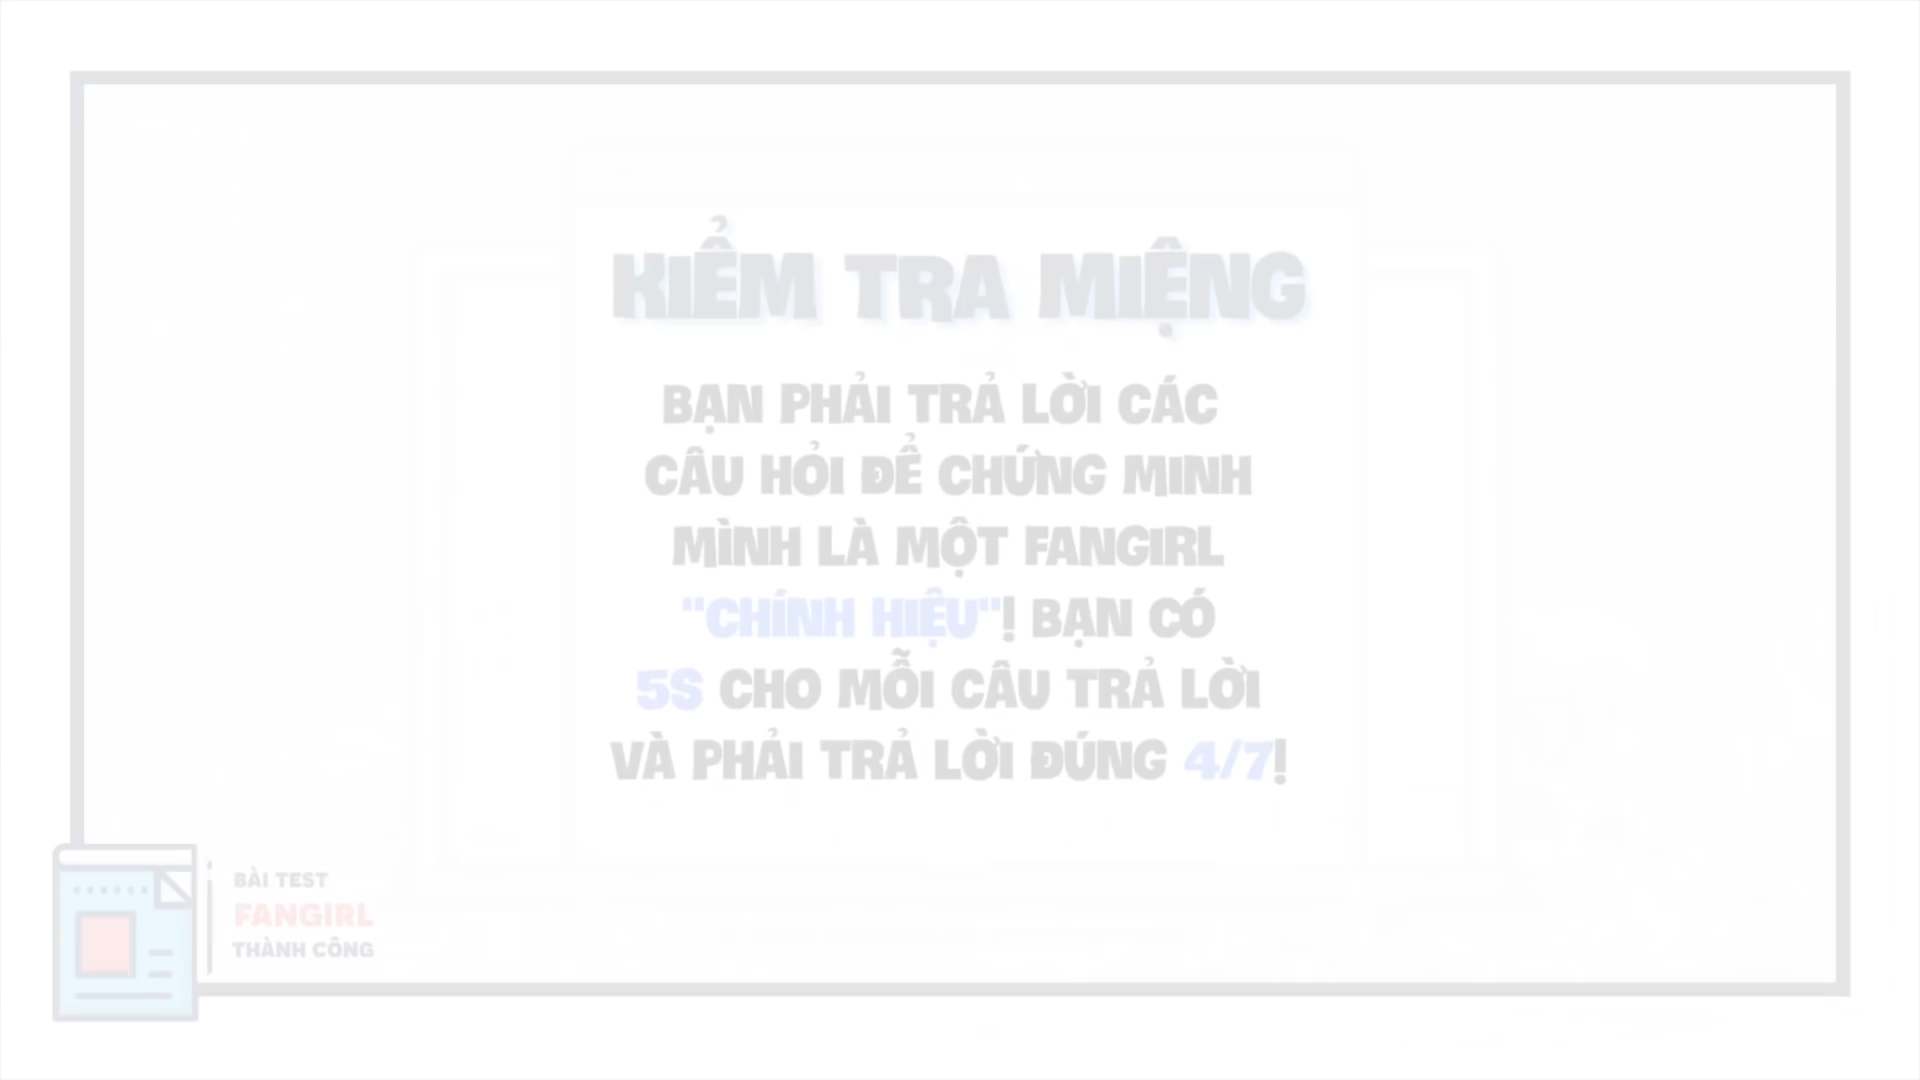 KIỂM TRA MIỆNG
BẠN PHẢI TRẢ LỜI CÁC
CÂU HỎI ĐỂ CHỨNG MINH
MÌNH LÀ MỘT FANGIRL
"CHÍNH HIỆU"! BẠN CÓ
5S CHO MỖI CÂU TRẢ LỜI
VÀ PHẢI TRẢ LỜI ĐÚNG 4/7!
BÀI TEST
FANGIRL
THÀNH CÔNG